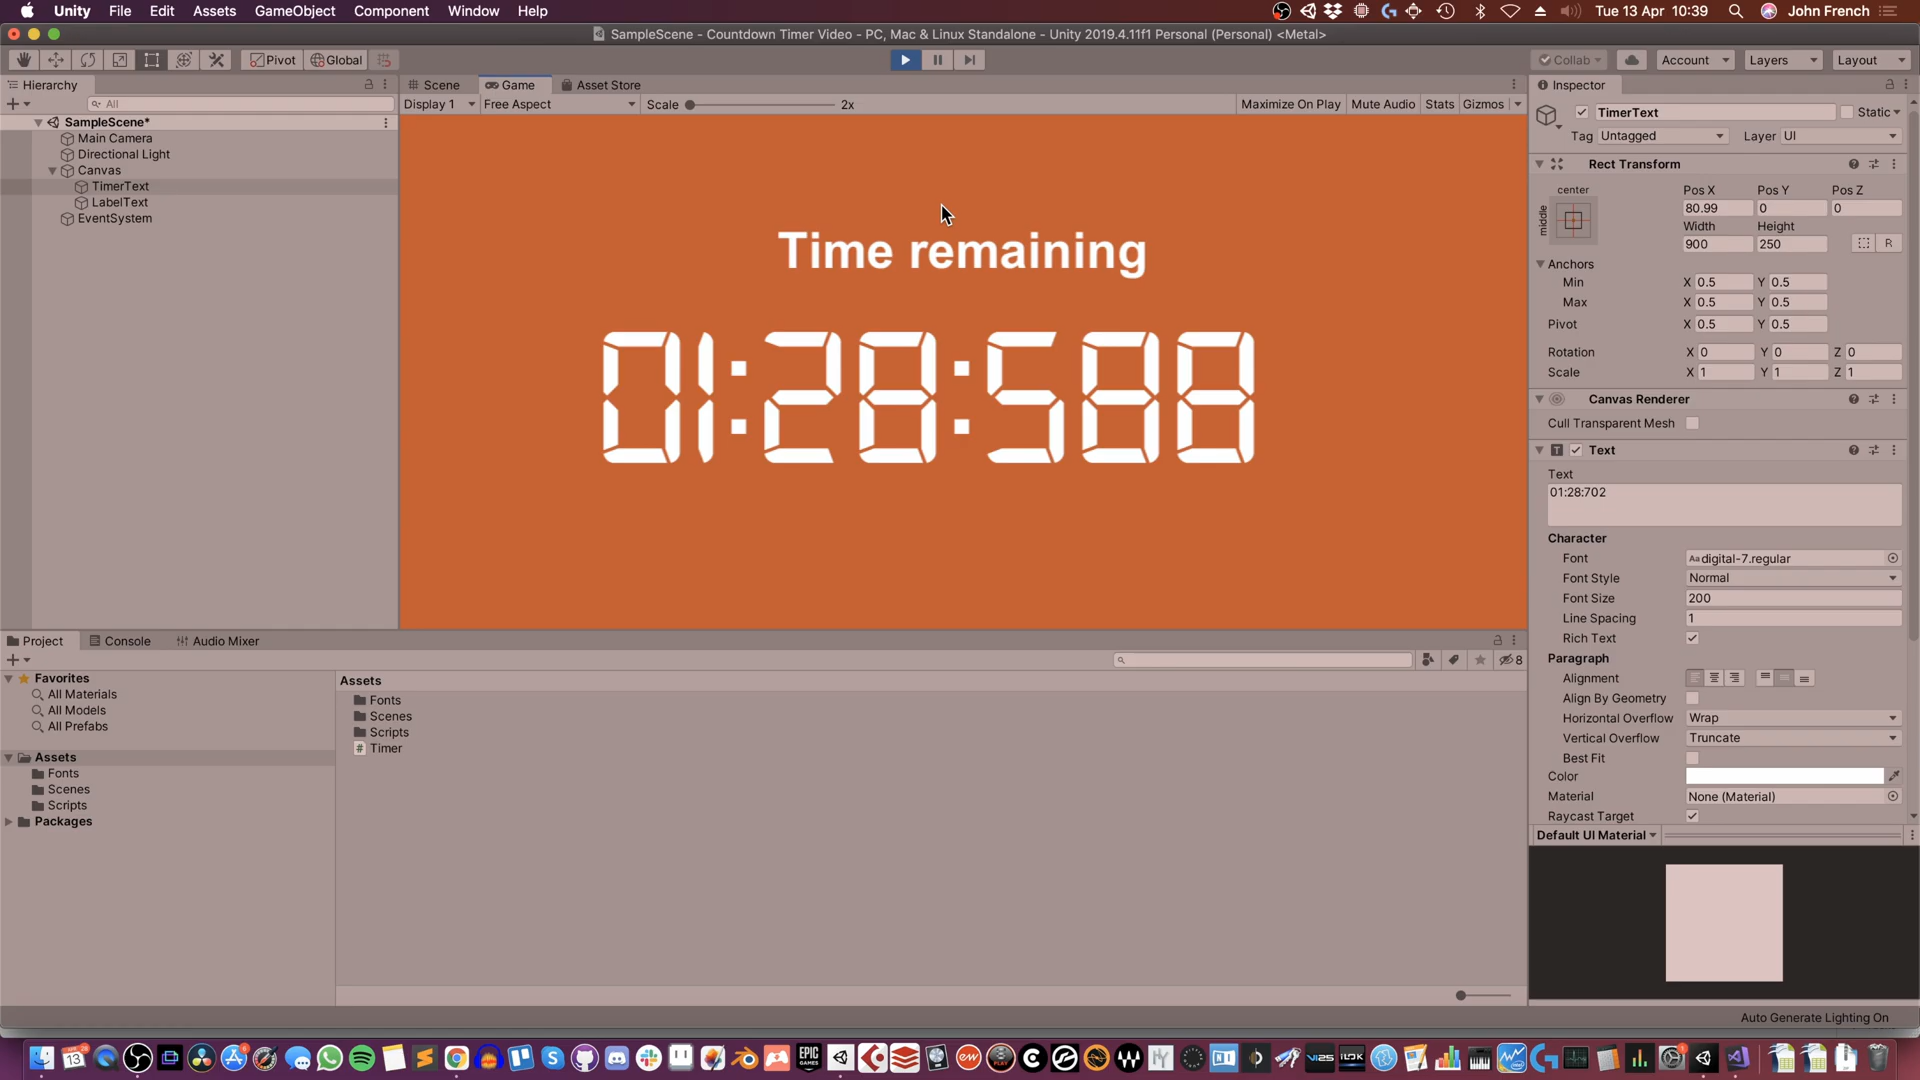 Unity File Edit Assets GameObject Component Window Help Tue 13 Apr 10:39 John French
SampleScene - Countdown Timer Video - PC, Mac & Linux Standalone - Unity 2019.4.11f1 Personal (Personal) <Metal>
Pivot Global Collab Account Layers Layout
Hierarchy Scene Game Asset Store Inspector
All Display 1 Free Aspect Scale 2x Maximize On Play Mute Audio Stats Gizmos
TimerText Static
Tag Untagged Layer UI
SampleScene*
Main Camera
Directional Light
Canvas
TimerText
LabelText
EventSystem
Time remaining
01:28:588
Rect Transform
center
middle
Pos X Pos Y Pos Z
80.99 0 0
Width Height
900 250 R
Anchors
Min X 0.5 Y 0.5
Max X 0.5 Y 0.5
Pivot X 0.5 Y 0.5
Rotation X 0 Y 0 Z 0
Scale X 1 Y 1 Z 1
Canvas Renderer
Cull Transparent Mesh
Text
Text
01:28:702
Character
Font Aa digital-7.regular
Font Style Normal
Font Size 200
Line Spacing 1
Rich Text
Paragraph
Alignment
Align By Geometry
Horizontal Overflow Wrap
Vertical Overflow Truncate
Best Fit
Color
Material None (Material)
Raycast Target
Default UI Material
Project Console Audio Mixer
8
Favorites
All Materials
All Models
All Prefabs
Assets
Fonts
Scenes
Scripts
Packages
Assets
Fonts
Scenes
Scripts
# Timer
Auto Generate Lighting On